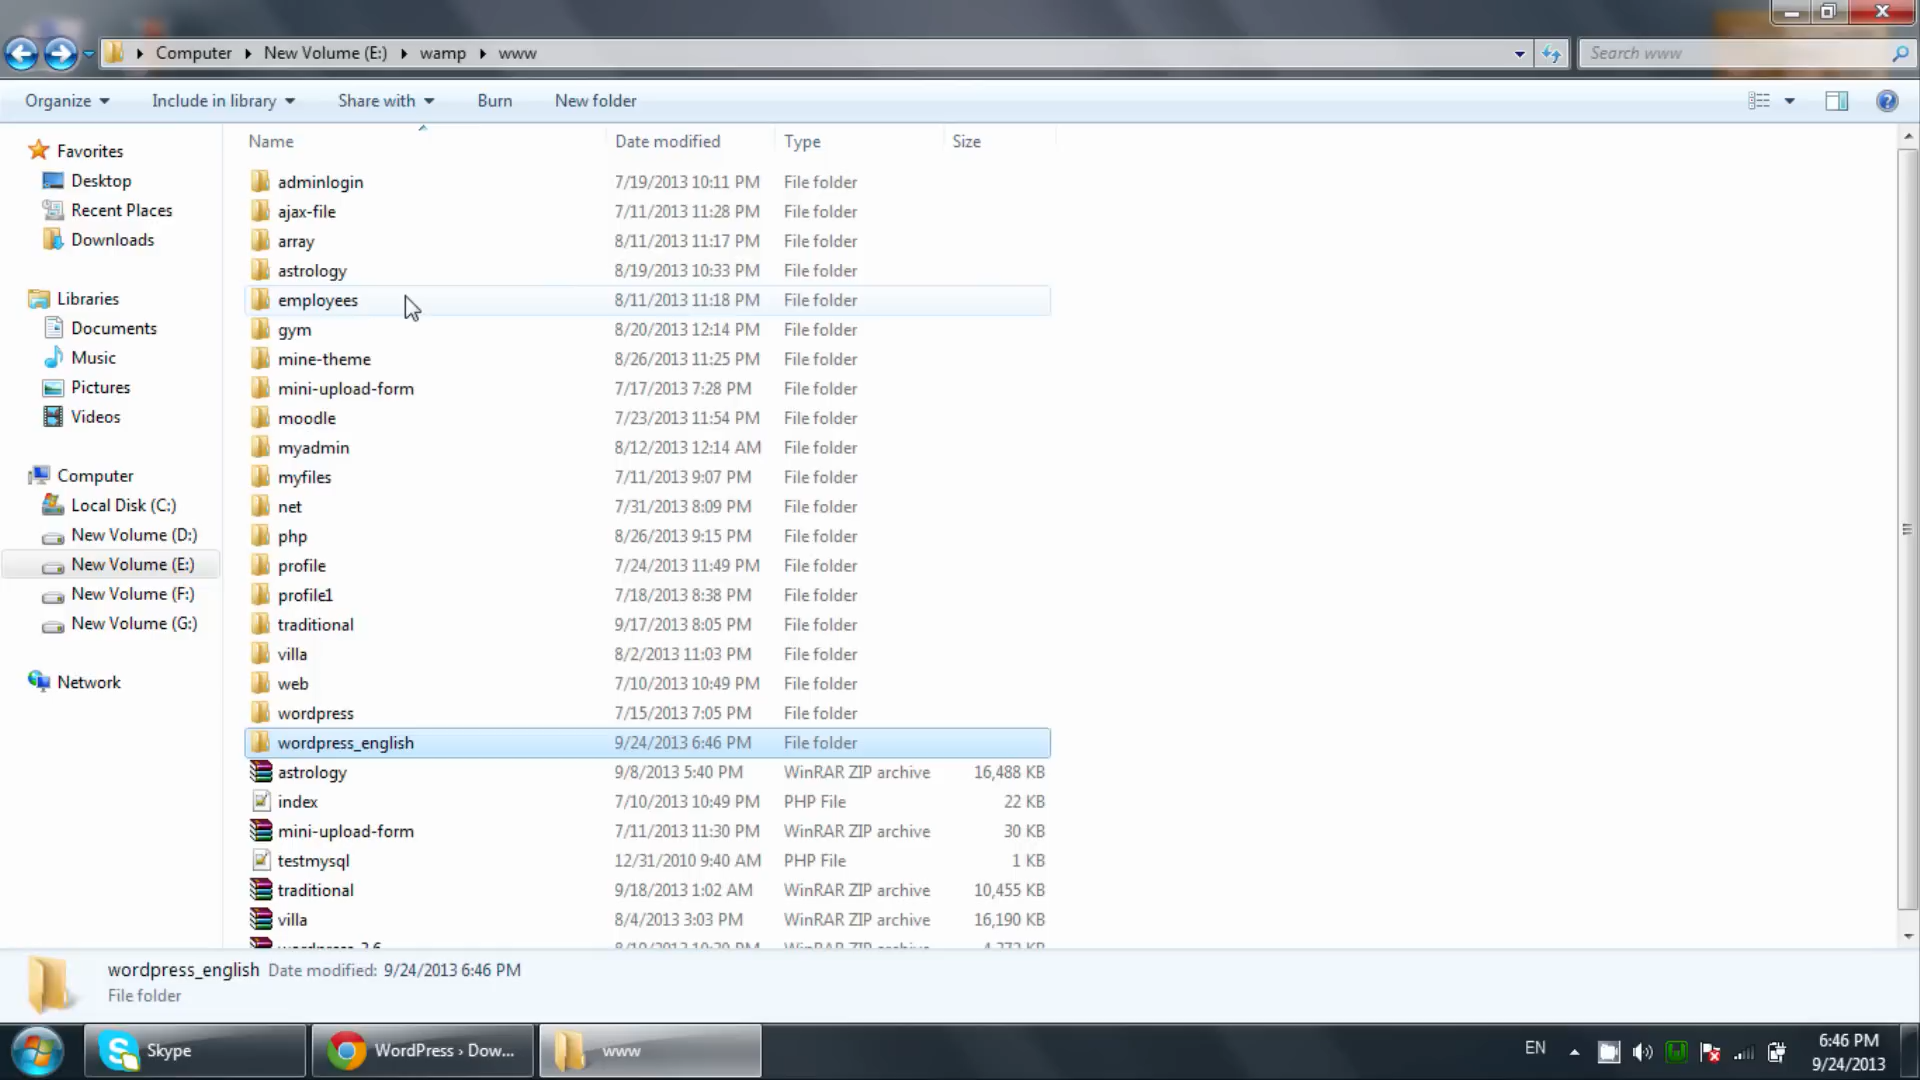 Computer New Volume (E:) wamp www
Search www
Organize Include in library Share with Burn New folder
Name Date modified Type Size
Favorites
Desktop
Recent Places
Downloads
Libraries
Documents
Music
Pictures
Videos
Computer
Local Disk (C:)
New Volume (D:)
New Volume (E:)
New Volume (F:)
New Volume (G:)
Network
adminlogin 7/19/2013 10:11 PM File folder
ajax-file 7/11/2013 11:28 PM File folder
array 8/11/2013 11:17 PM File folder
astrology 8/19/2013 10:33 PM File folder
employees 8/11/2013 11:18 PM File folder
gym 8/20/2013 12:14 PM File folder
mine-theme 8/26/2013 11:25 PM File folder
mini-upload-form 7/17/2013 7:28 PM File folder
moodle 7/23/2013 11:54 PM File folder
myadmin 8/12/2013 12:14 AM File folder
myfiles 7/11/2013 9:07 PM File folder
net 7/31/2013 8:09 PM File folder
php 8/26/2013 9:15 PM File folder
profile 7/24/2013 11:49 PM File folder
profile1 7/18/2013 8:38 PM File folder
traditional 9/17/2013 8:05 PM File folder
villa 8/2/2013 11:03 PM File folder
web 7/10/2013 10:49 PM File folder
wordpress 7/15/2013 7:05 PM File folder
wordpress_english 9/24/2013 6:46 PM File folder
astrology 9/8/2013 5:40 PM WinRAR ZIP archive 16,488 KB
index 7/10/2013 10:49 PM PHP File 22 KB
mini-upload-form 7/11/2013 11:30 PM WinRAR ZIP archive 30 KB
testmysql 12/31/2010 9:40 AM PHP File 1 KB
traditional 9/18/2013 1:02 AM WinRAR ZIP archive 10,455 KB
villa 8/4/2013 3:03 PM WinRAR ZIP archive 16,190 KB
wordpress_english Date modified: 9/24/2013 6:46 PM
File folder
Skype WordPress › Dow... www
EN
6:46 PM
9/24/2013